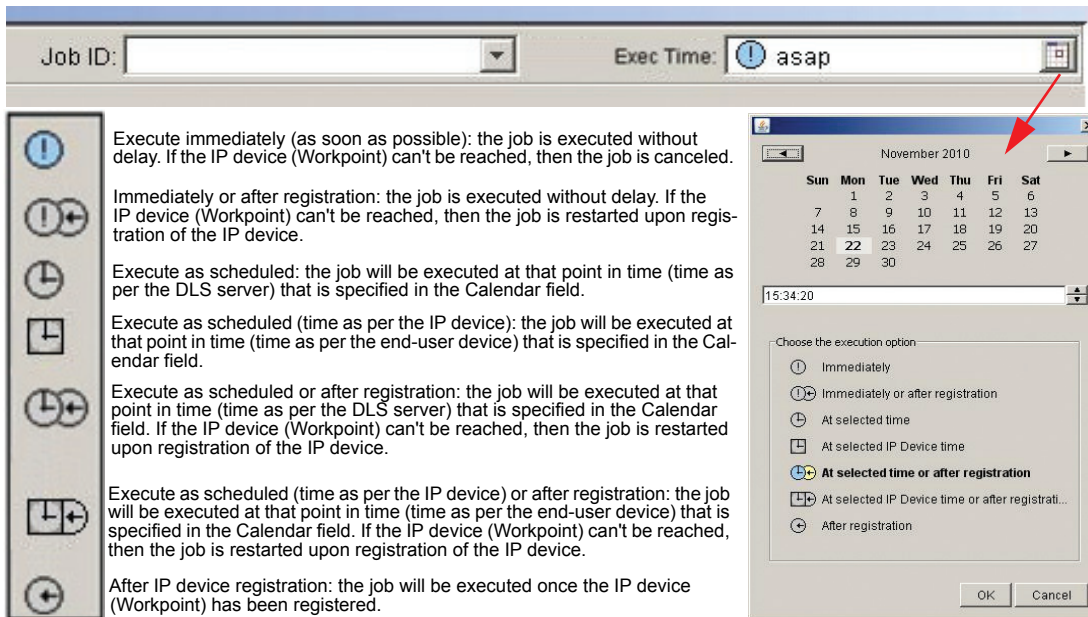 Job ID:
Exec Time: asap
Execute immediately (as soon as possible): the job is executed without
delay. If the IP device (Workpoint) can't be reached, then the job is canceled.
Immediately or after registration: the job is executed without delay. If the
IP device (Workpoint) can't be reached, then the job is restarted upon regis-
tration of the IP device.
Execute as scheduled: the job will be executed at that point in time (time as
per the DLS server) that is specified in the Calendar field.
Execute as scheduled (time as per the IP device): the job will be executed at
that point in time (time as per the end-user device) that is specified in the Cal-
endar field.
Execute as scheduled or after registration: the job will be executed at that
point in time (time as per the DLS server) that is specified in the Calendar
field. If the IP device (Workpoint) can't be reached, then the job is restarted
upon registration of the IP device.
Execute as scheduled (time as per the IP device) or after registration: the job
will be executed at that point in time (time as per the end-user device) that is
specified in the Calendar field. If the IP device (Workpoint) can't be reached,
then the job is restarted upon registration of the IP device.
After IP device registration: the job will be executed once the IP device
(Workpoint) has been registered.
November 2010
Sun Mon Tue Wed Thu Fri Sat
1 2 3 4 5 6
7 8 9 10 11 12 13
14 15 16 17 18 19 20
21 22 23 24 25 26 27
28 29 30
15:34:20
Choose the execution option
Immediately
Immediately or after registration
At selected time
At selected IP Device time
At selected time or after registration
At selected IP Device time or after registrati...
After registration
OK Cancel